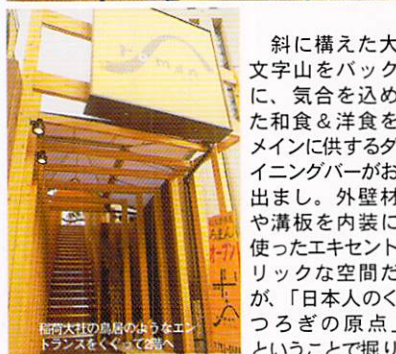 斜に構えた大
文字山をバック
に、気合を込め
た和食&洋食を
メインに供するダ
イニングバーがお
出まし。外壁材
や溝板を内装に
使ったエキセント
リックな空間だ
が、「日本人のく
つろぎの原点」
ということで掘り
オープン
稲荷大社の鳥居のようなエン
トランスをくぐって2階へ